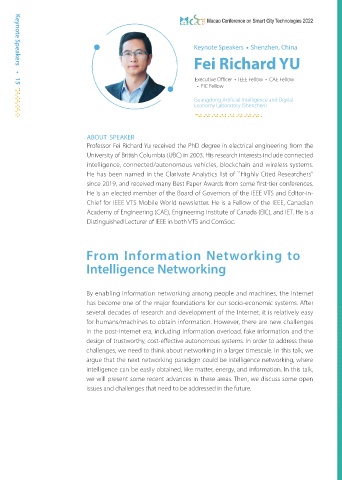 Macao Conference on Smart City Technologies 2022
Keynote Speakers • 15
Keynote Speakers • Shenzhen, China
Fei Richard YU
Executive Officer • IEEE Fellow • CAE Fellow
• EIC Fellow
Guangdong Artificial Intelligence and Digital
Economy Laboratory (Shenzhen)
ABOUT SPEAKER
Professor Fei Richard Yu received the PhD degree in electrical engineering from the
University of British Columbia (UBC) in 2003. His research interests include connected
intelligence, connected/autonomous vehicles, blockchain and wireless systems.
He has been named in the Clarivate Analytics list of "Highly Cited Researchers"
since 2019, and received many Best Paper Awards from some first-tier conferences.
He is an elected member of the Board of Governors of the IEEE VTS and Editor-in-
Chief for IEEE VTS Mobile World newsletter. He is a Fellow of the IEEE, Canadian
Academy of Engineering (CAE), Engineering Institute of Canada (EIC), and IET. He is a
Distinguished Lecturer of IEEE in both VTS and ComSoc.
From Information Networking to
Intelligence Networking
By enabling information networking among people and machines, the Internet
has become one of the major foundations for our socio-economic systems. After
several decades of research and development of the Internet, it is relatively easy
for humans/machines to obtain information. However, there are new challenges
in the post-Internet era, including information overload, fake information and the
design of trustworthy, cost-effective autonomous systems. In order to address these
challenges, we need to think about networking in a larger timescale. In this talk, we
argue that the next networking paradigm could be intelligence networking, where
intelligence can be easily obtained, like matter, energy, and information. In this talk,
we will present some recent advances in these areas. Then, we discuss some open
issues and challenges that need to be addressed in the future.